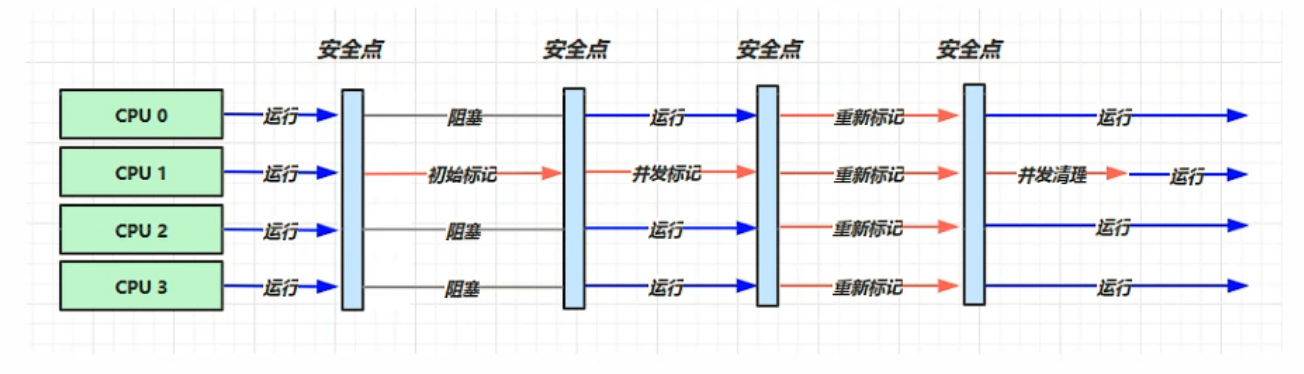 安全点 安全点 安全点 安全点
CPU 0 运行 阻塞 运行 重新标记 运行
CPU 1 运行 初始标记 并发标记 重新标记 并发清理 运行
CPU 2 运行 阻塞 运行 重新标记 运行
CPU 3 运行 阻塞 运行 重新标记 运行